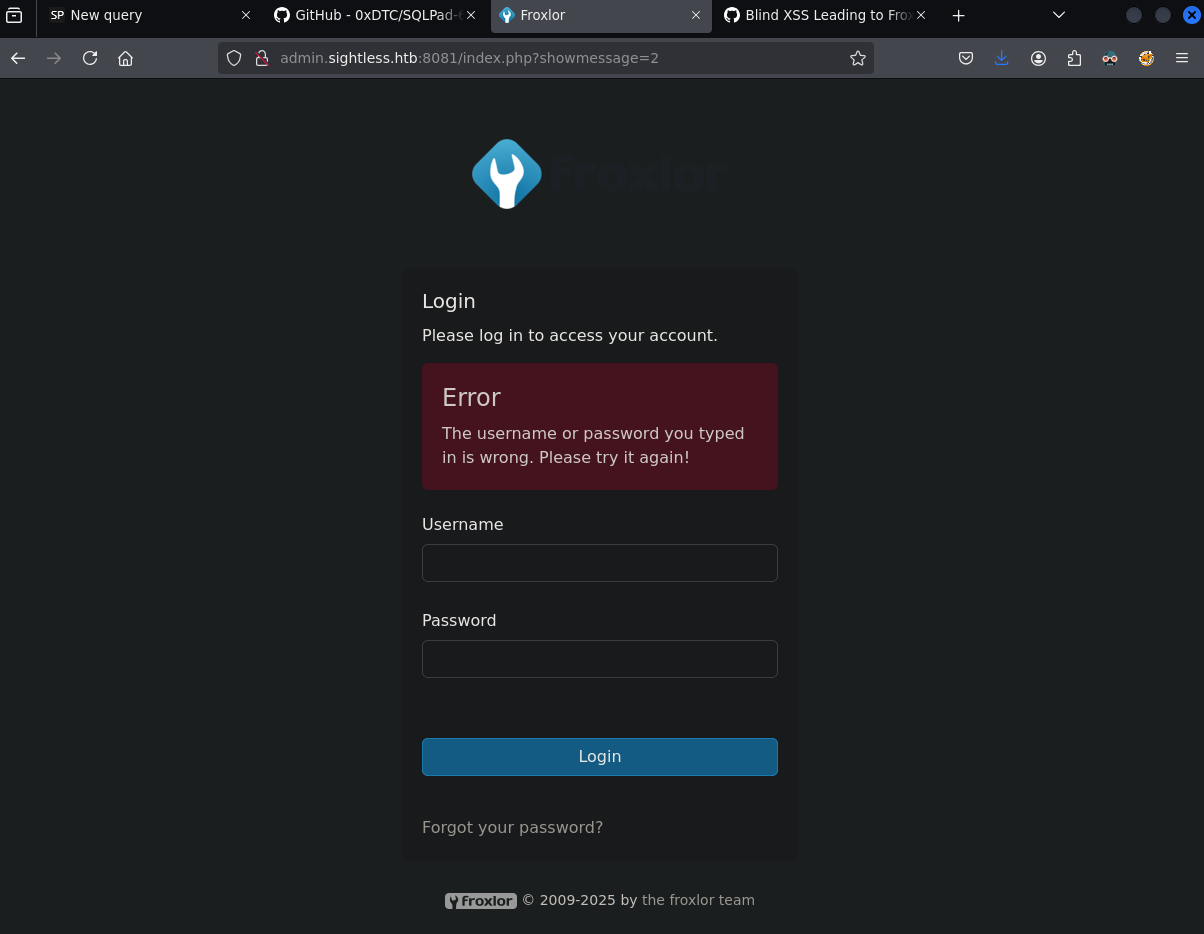 SP New query
GitHub - 0xDTC/SQLPad-
Froxlor
Blind XSS Leading to Frox
admin.sightless.htb:8081/index.php?showmessage=2
Froxlor
Login
Please log in to access your account.
Error
The username or password you typed
in is wrong. Please try it again!
Username
Password
Login
Forgot your password?
froxlor © 2009-2025 by the froxlor team